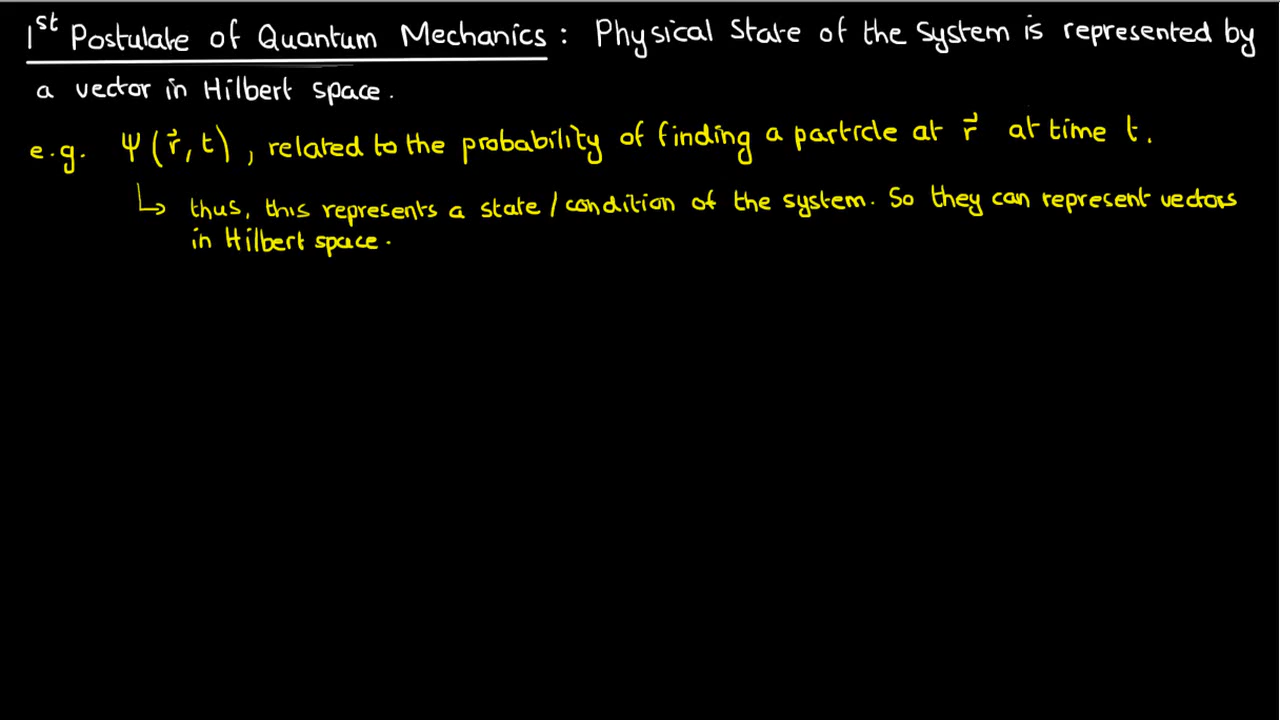 1st Postulate of Quantum Mechanics : Physical State of the System is represented by
a vector in Hilbert space.
e.g. Ψ(r⃗, t), related to the probability of finding a particle at r⃗ at time t.
↳ thus, this represents a state / condition of the system. So they can represent vectors
in Hilbert space.